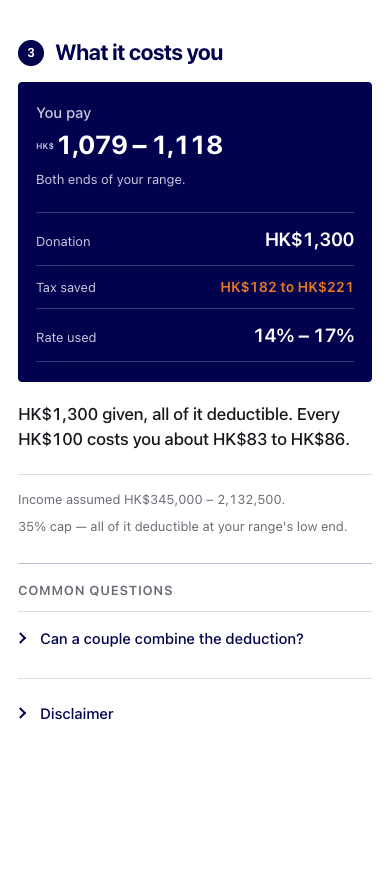 3 What it costs you
You pay
HK$ 1,079 – 1,118
Both ends of your range.
Donation HK$1,300
Tax saved HK$182 to HK$221
Rate used 14% – 17%
HK$1,300 given, all of it deductible. Every
HK$100 costs you about HK$83 to HK$86.
Income assumed HK$345,000 – 2,132,500.
35% cap — all of it deductible at your range's low end.
COMMON QUESTIONS
Can a couple combine the deduction?
Disclaimer